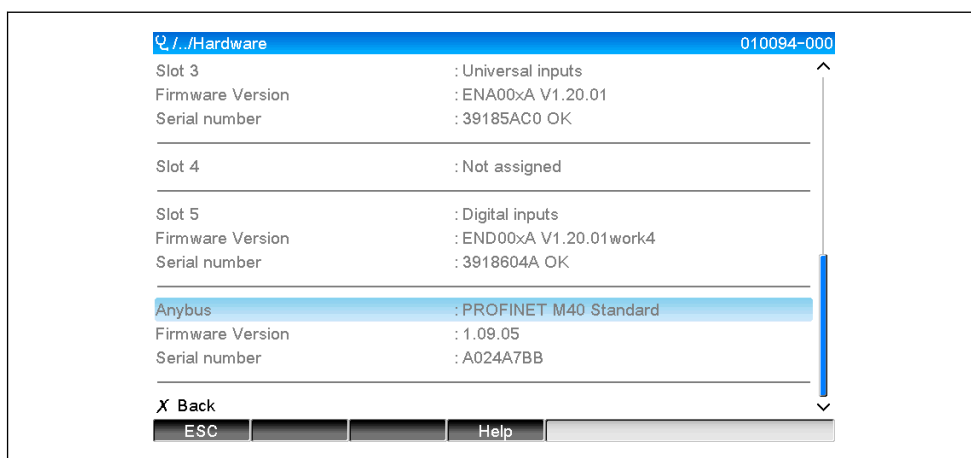 /../Hardware 010094-000
Slot 3 : Universal inputs
Firmware Version : ENA00xA V1.20.01
Serial number : 39185AC0 OK
Slot 4 : Not assigned
Slot 5 : Digital inputs
Firmware Version : END00xA V1.20.01work4
Serial number : 3918604A OK
Anybus : PROFINET M40 Standard
Firmware Version : 1.09.05
Serial number : A024A7BB
X Back
ESC Help